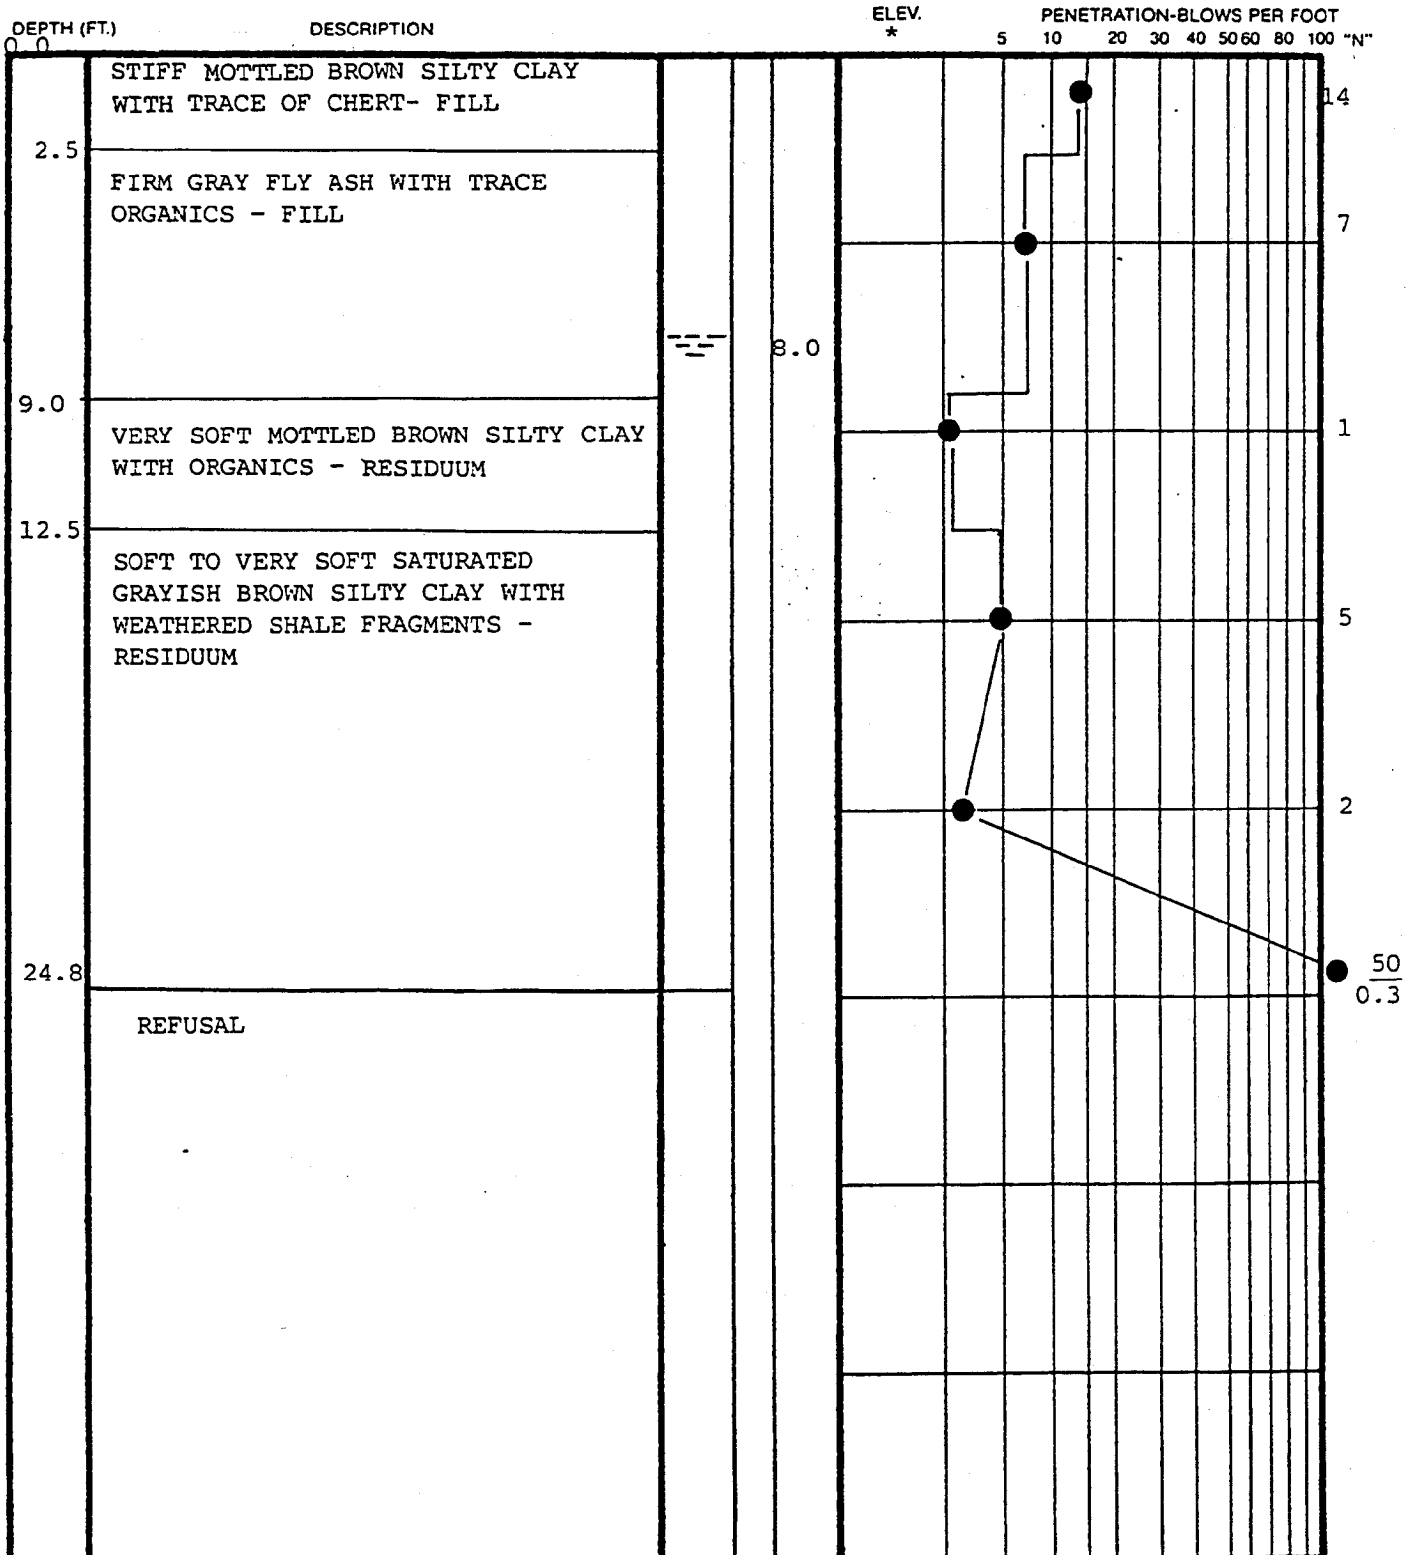 DEPTH (FT.) DESCRIPTION ELEV. PENETRATION-BLOWS PER FOOT
* 5 10 20 30 40 50 60 80 100 "N"
0 0
STIFF MOTTLED BROWN SILTY CLAY
WITH TRACE OF CHERT- FILL
14
2.5
FIRM GRAY FLY ASH WITH TRACE
ORGANICS - FILL
7
8.0
9.0
VERY SOFT MOTTLED BROWN SILTY CLAY
WITH ORGANICS - RESIDUUM
1
12.5
SOFT TO VERY SOFT SATURATED
GRAYISH BROWN SILTY CLAY WITH
WEATHERED SHALE FRAGMENTS -
RESIDUUM
5
2
24.8
50
0.3
REFUSAL